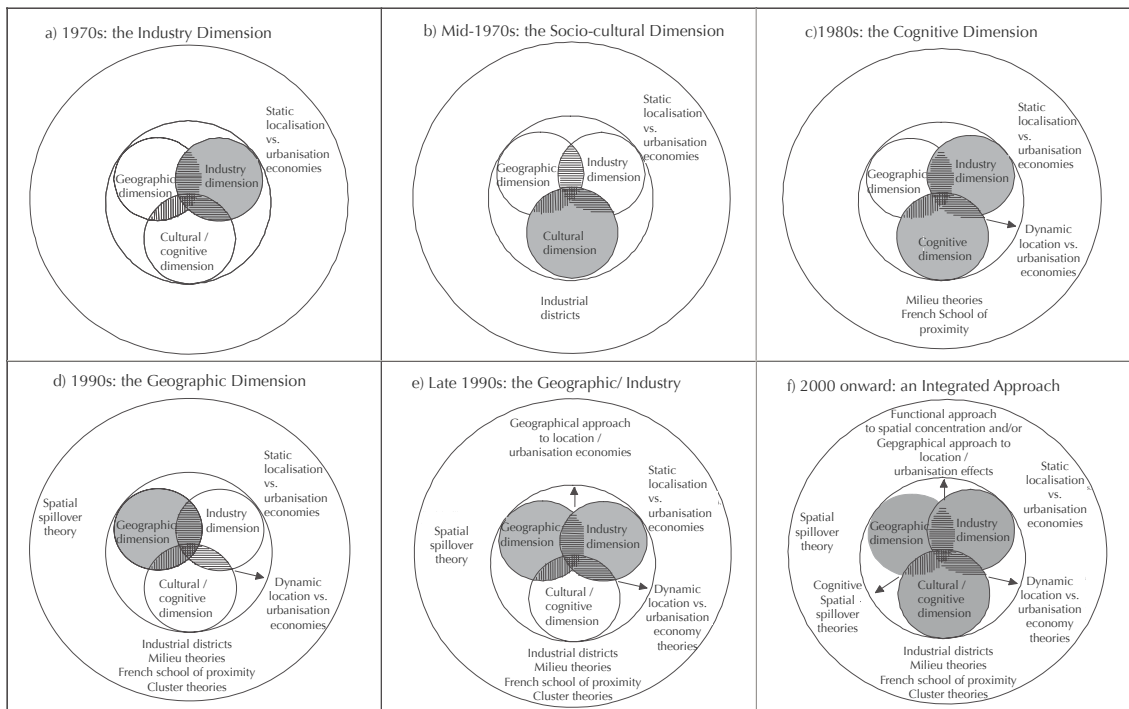 a) 1970s: the Industry Dimension
Static
localisation
vs.
urbanisation
economies
Geographic
dimension
Industry
dimension
Cultural /
cognitive
dimension
b) Mid-1970s: the Socio-cultural Dimension
Static
localisation
vs.
urbanisation
economies
Geographic
dimension
Industry
dimension
Cultural
dimension
Industrial
districts
c)1980s: the Cognitive Dimension
Static
localisation
vs.
urbanisation
economies
Geographic
dimension
Industry
dimension
Cognitive
dimension
Dynamic
location vs.
urbanisation
economies
Milieu theories
French School of
proximity
d) 1990s: the Geographic Dimension
Static
localisation
vs.
urbanisation
economies
Spatial
spillover
theory
Geographic
dimension
Industry
dimension
Cultural /
cognitive
dimension
Dynamic
location vs.
urbanisation
economies
Industrial districts
Milieu theories
French school of proximity
Cluster theories
e) Late 1990s: the Geographic/ Industry
Geographical approach
to location /
urbanisation economies
Static
localisation
vs.
urbanisation
economies
Spatial
spillover
theory
Geographic
dimension
Industry
dimension
Cultural /
cognitive
dimension
Dynamic
location vs.
urbanisation
economy
theories
Industrial districts
Milieu theories
French school of proximity
Cluster theories
f) 2000 onward: an Integrated Approach
Functional approach
to spatial concentration and/or
Gepgraphical approach to
location /
urbanisation effects
Static
localisation
vs.
urbanisation
economies
Spatial
spillover
theory
Geographic
dimension
Industry
dimension
Cultural /
cognitive
dimension
Cognitive
Spatial
spillover
theories
Dynamic
location vs.
urbanisation
economy
theories
Industrial districts
Milieu theories
French school of proximity
Cluster theories